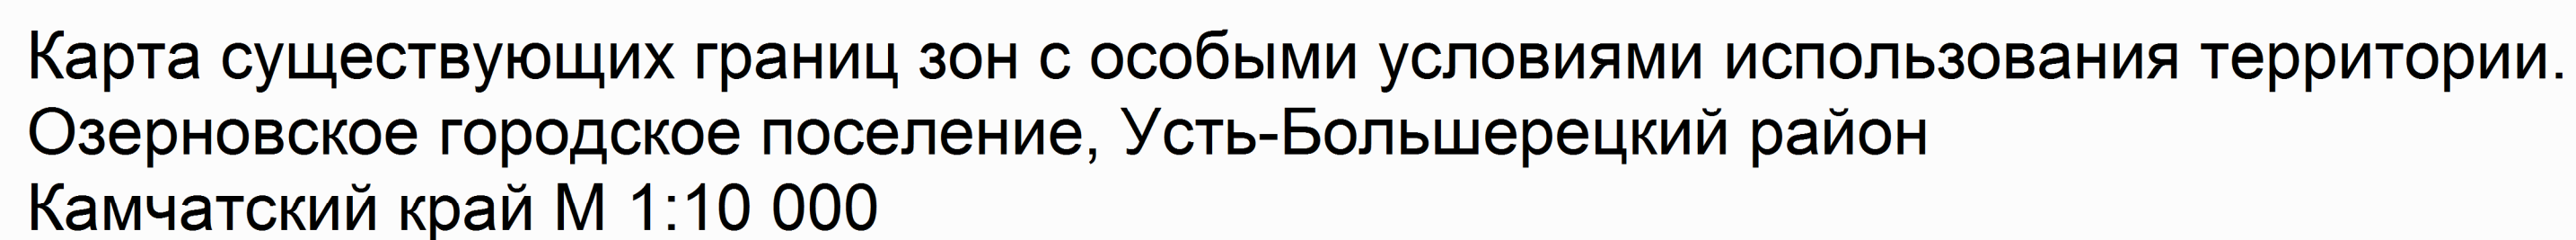 Карта существующих границ зон с особыми условиями использования территории.
Озерновское городское поселение, Усть-Большерецкий район
Камчатский край М 1:10 000